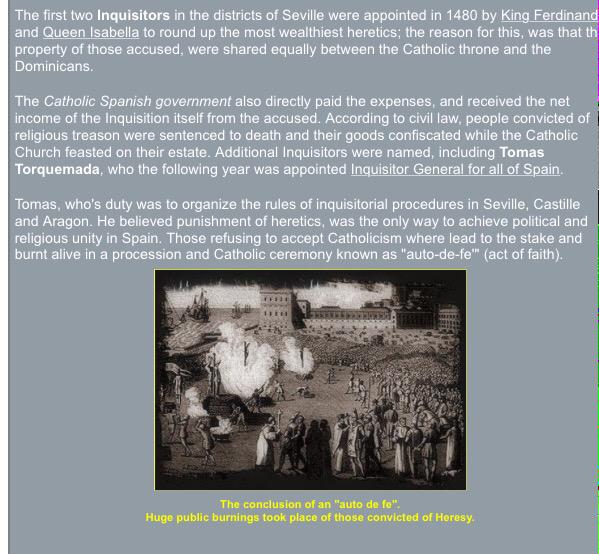 The first two Inquisitors in the districts of Seville were appointed in 1480 by King Ferdinand
and Queen Isabella to round up the most wealthiest heretics; the reason for this, was that th
property of those accused, were shared equally between the Catholic throne and the
Dominicans.
The Catholic Spanish government also directly paid the expenses, and received the net
income of the Inquisition itself from the accused. According to civil law, people convicted of
religious treason were sentenced to death and their goods confiscated while the Catholic
Church feasted on their estate. Additional Inquisitors were named, including Tomas
Torquemada, who the following year was appointed Inquisitor General for all of Spain.
Tomas, who's duty was to organize the rules of inquisitorial procedures in Seville, Castille
and Aragon. He believed punishment of heretics, was the only way to achieve political and
religious unity in Spain. Those refusing to accept Catholicism where lead to the stake and
burnt alive in a procession and Catholic ceremony known as "auto-de-fe'" (act of faith).
The conclusion of an "auto de fe".
Huge public burnings took place of those convicted of Heresy.